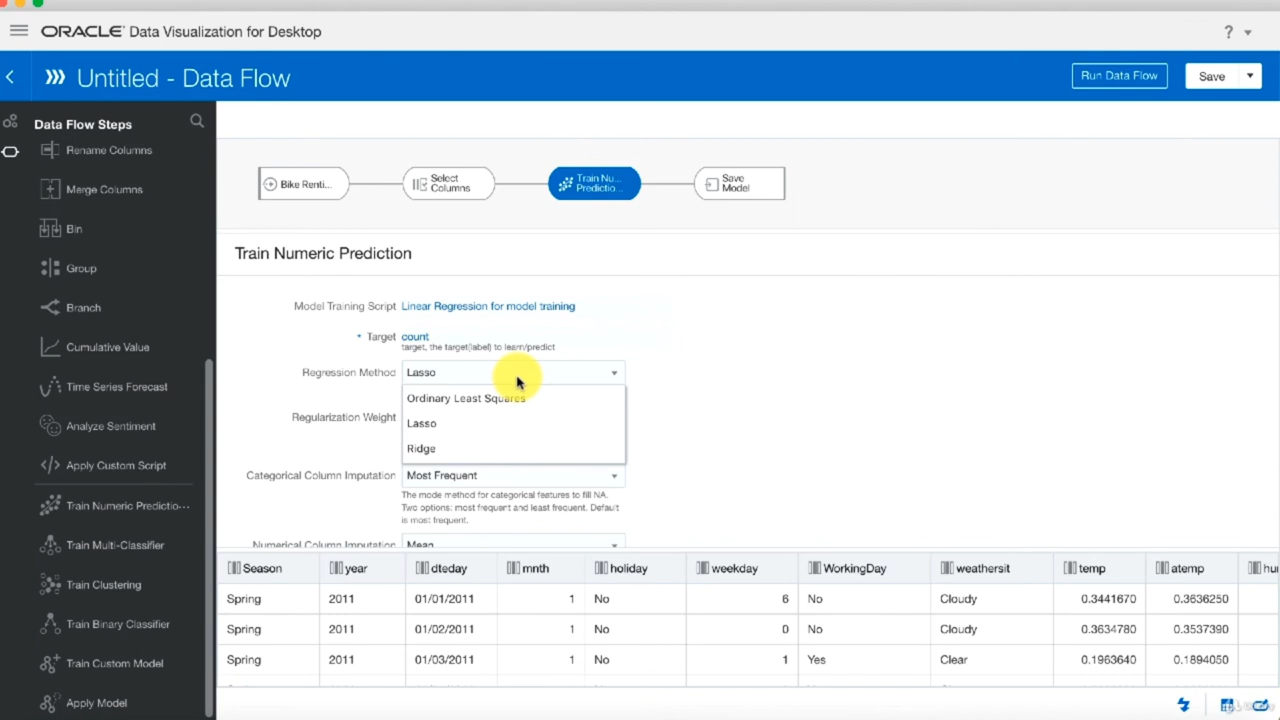 ORACLE Data Visualization for Desktop
?
Untitled - Data Flow
Run Data Flow
Save
Data Flow Steps
Rename Columns
Merge Columns
Bin
Group
Branch
Cumulative Value
Time Series Forecast
Analyze Sentiment
Apply Custom Script
Train Numeric Predictio...
Train Multi-Classifier
Train Clustering
Train Binary Classifier
Train Custom Model
Apply Model
Bike Renti...
Select
Columns
Train Nu...
Predictio...
Save
Model
Train Numeric Prediction
Model Training Script Linear Regression for model training
* Target count
target, the target(label) to learn/predict
Regression Method Lasso
Ordinary Least Squares
Regularization Weight
Lasso
Ridge
Categorical Column Imputation Most Frequent
The mode method for categorical features to fill NA.
Two options: most frequent and least frequent. Default
is most frequent.
Numerical Column Imputation Mean
Season year dteday mnth holiday weekday WorkingDay weathersit temp atemp hu
Spring 2011 01/01/2011 1 No 6 No Cloudy 0.3441670 0.3636250
Spring 2011 01/02/2011 1 No 0 No Cloudy 0.3634780 0.3537390
Spring 2011 01/03/2011 1 No 1 Yes Clear 0.1963640 0.1894050